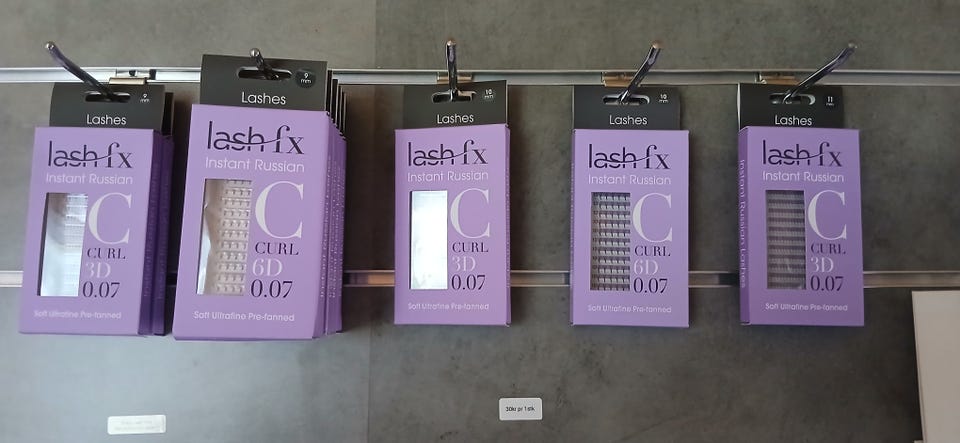 9
mm
Lashes
lash fx
Instant Russian
C
CURL
3D
0.07
Soft Ultrafine Pre-fanned
9
mm
Lashes
lash fx
Instant Russian
C
CURL
6D
0.07
Soft Ultrafine Pre-fanned
10
mm
Lashes
lash fx
Instant Russian
C
CURL
3D
0.07
Soft Ultrafine Pre-fanned
10
mm
Lashes
lash fx
Instant Russian
C
CURL
6D
0.07
Soft Ultrafine Pre-fanned
11
mm
Lashes
lash fx
Instant Russian
C
CURL
3D
0.07
Soft Ultrafine Pre-fanned
Instant Russian Lashes
30kr pr 1stk